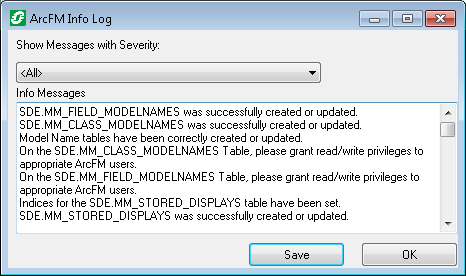 ArcFM Info Log
Show Messages with Severity:
<All>
Info Messages
SDE.MM_FIELD_MODELNAMES was successfully created or updated.
SDE.MM_CLASS_MODELNAMES was successfully created or updated.
Model Name tables have been correctly created or updated.
On the SDE.MM_CLASS_MODELNAMES Table, please grant read/write privileges to
appropriate ArcFM users.
On the SDE.MM_FIELD_MODELNAMES Table, please grant read/write privileges to
appropriate ArcFM users.
Indices for the SDE.MM_STORED_DISPLAYS table have been set.
SDE.MM_STORED_DISPLAYS was successfully created or updated.
Save
OK